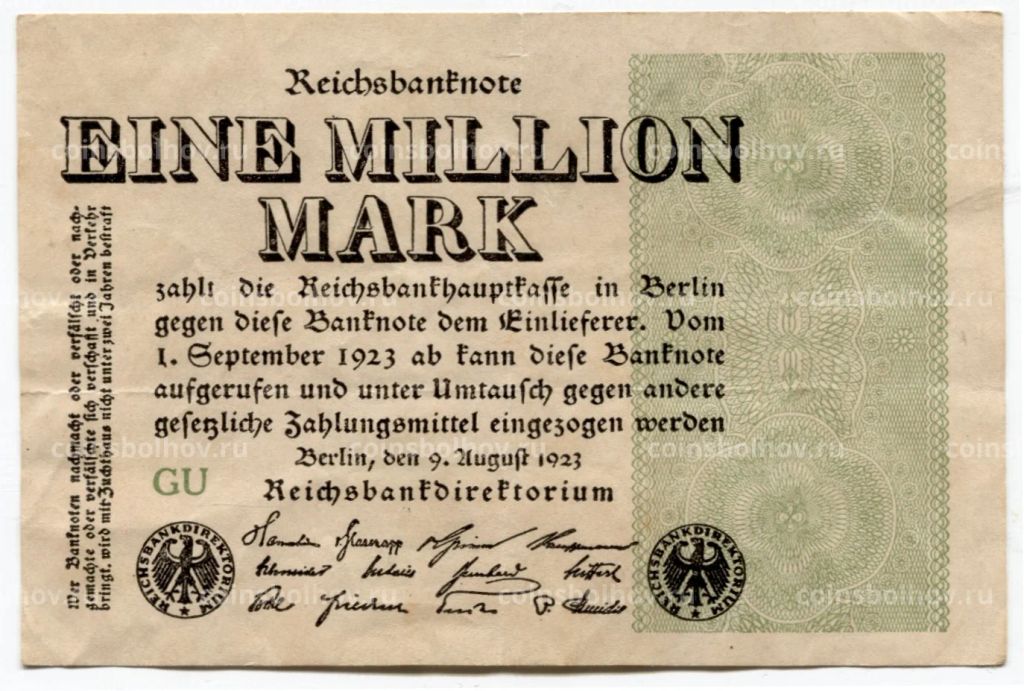 Reichsbanknote
EINE MILLION
MARK
zahlt die Reichsbankhauptkasse in Berlin
gegen diese Banknote dem Einlieferer. Vom
1. September 1923 ab kann diese Banknote
aufgerufen und unter Umtausch gegen andere
gesetzliche Zahlungsmittel eingezogen werden
Berlin, den 9. August 1923
Reichsbankdirektorium
GU
Wer Banknoten nachmacht oder verfälscht oder nach-
gemachte oder verfälschte sich verschafft und in Verkehr
bringt, wird mit Zuchthaus nicht unter zwei Jahren bestraft
REICHSBANKDIREKTORIUM
REICHSBANKDIREKTORIUM
coinsbolhov.ru